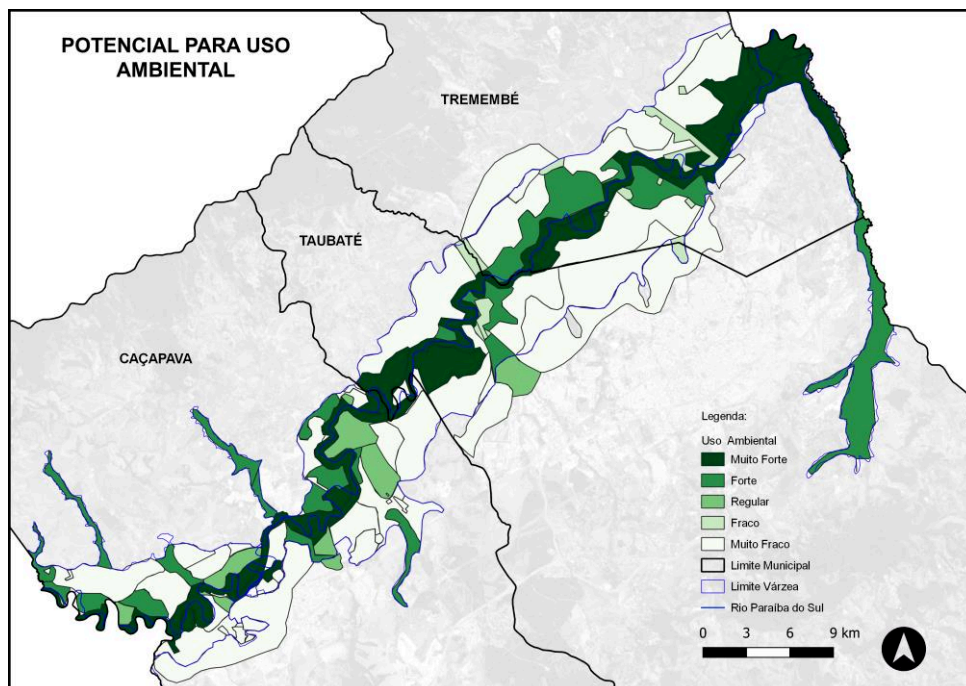 POTENCIAL PARA USO
AMBIENTAL
TREMEMBÉ
TAUBATÉ
CAÇAPAVA
Legenda:
Uso Ambiental
Muito Forte
Forte
Regular
Fraco
Muito Fraco
Limite Municipal
Limite Várzea
Rio Paraíba do Sul
0 3 6 9 km